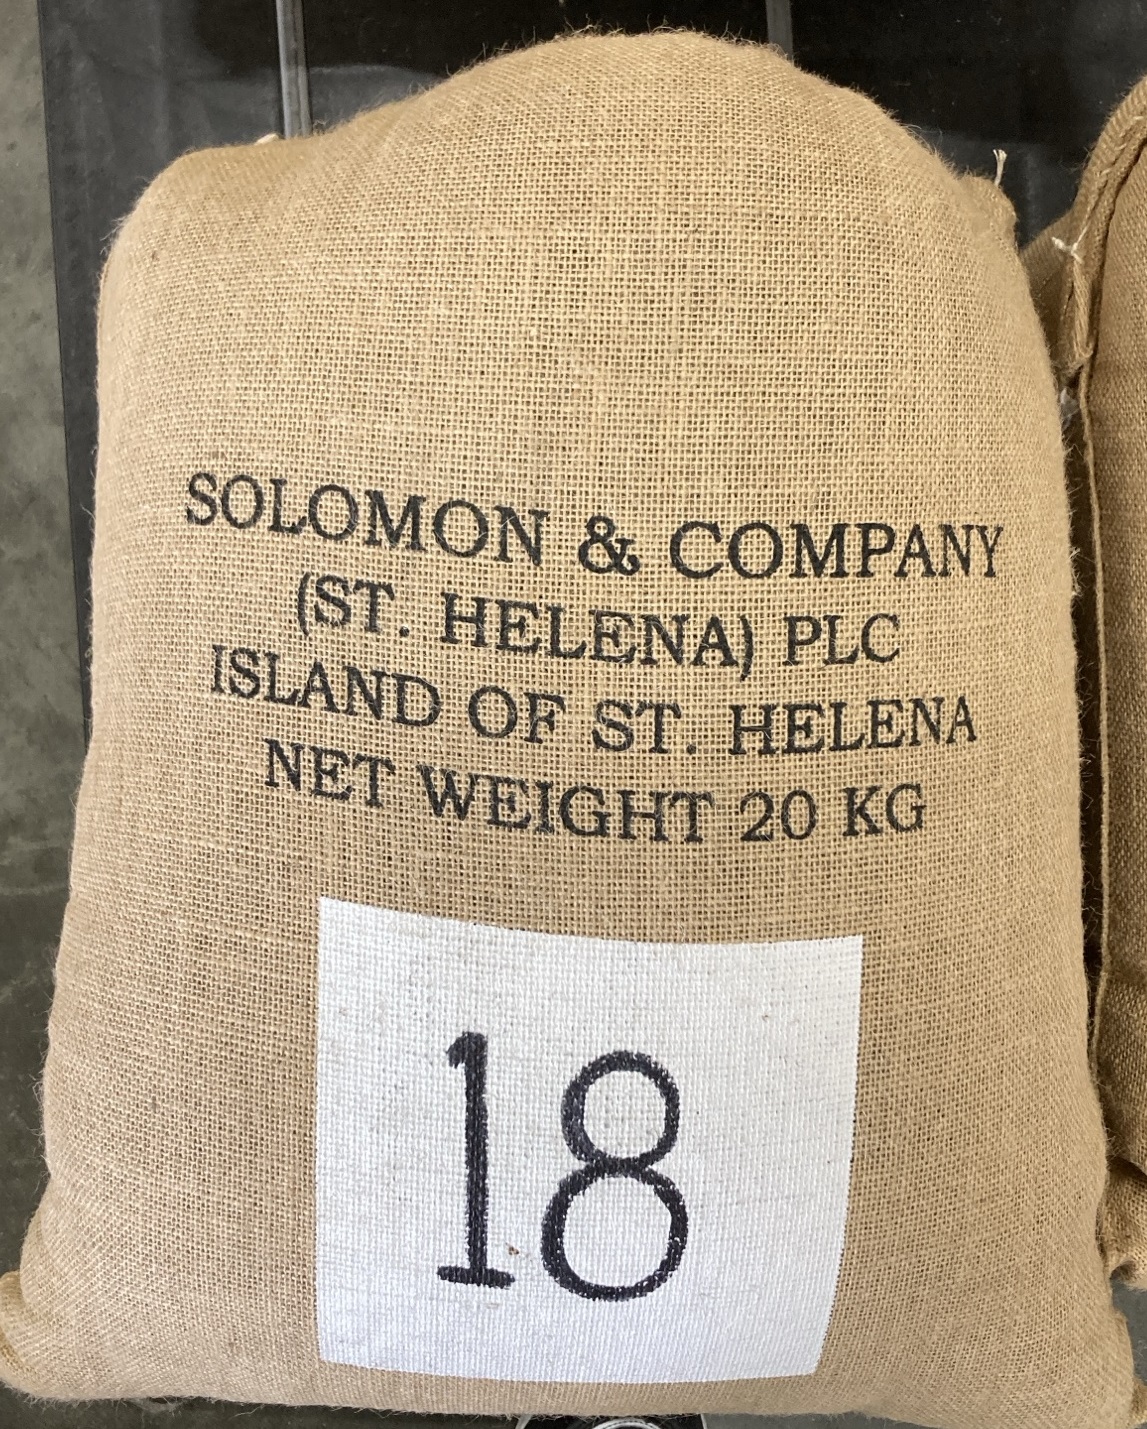 SOLOMON & COMPANY
(ST. HELENA) PLC
ISLAND OF ST. HELENA
NET WEIGHT 20 KG
18